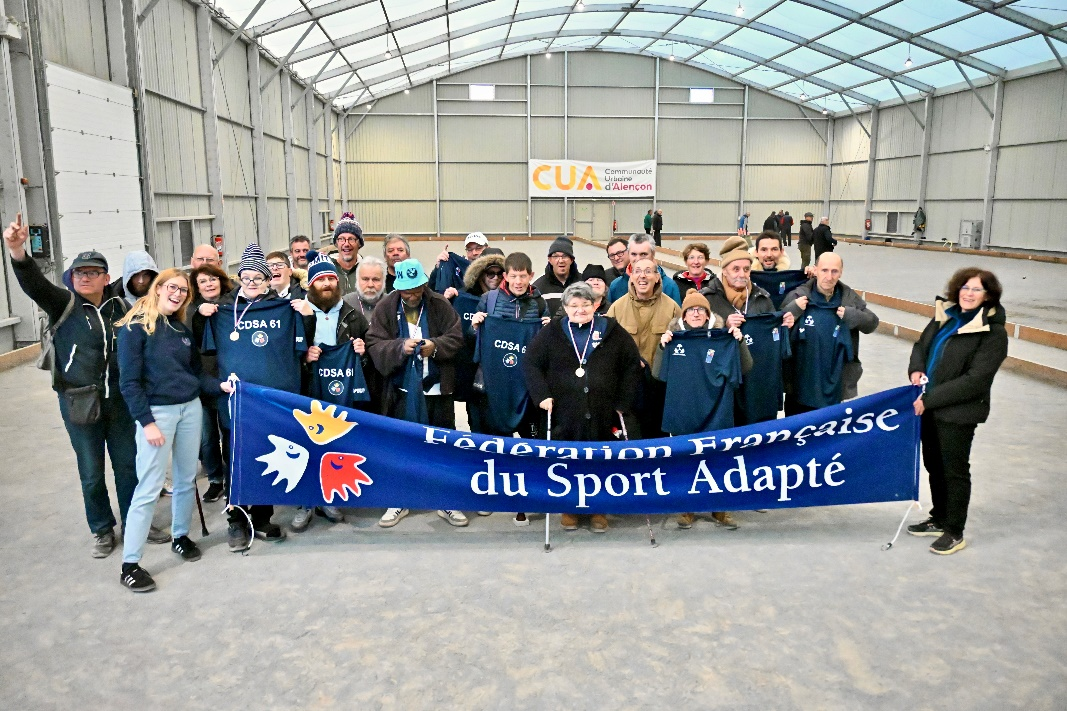 CUA
Communauté
Urbaine
d'Alençon
CDSA 61
CDSA 61
CDSA 6
Fédération Française
du Sport Adapté